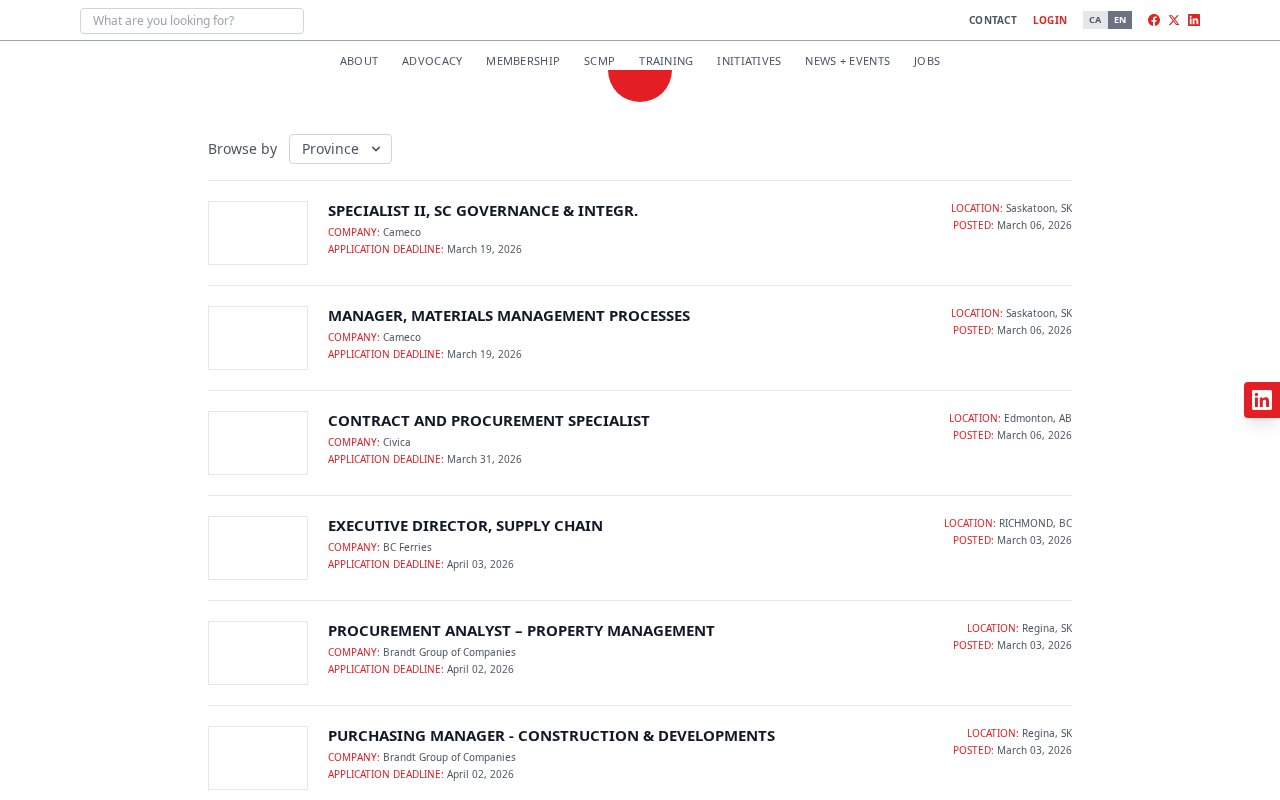 What are you looking for?
CONTACT
LOGIN
CA
EN
ABOUT
ADVOCACY
MEMBERSHIP
SCMP
TRAINING
INITIATIVES
NEWS + EVENTS
JOBS
Browse by
Province
SPECIALIST II, SC GOVERNANCE & INTEGR.
COMPANY: Cameco
APPLICATION DEADLINE: March 19, 2026
LOCATION: Saskatoon, SK
POSTED: March 06, 2026
MANAGER, MATERIALS MANAGEMENT PROCESSES
COMPANY: Cameco
APPLICATION DEADLINE: March 19, 2026
LOCATION: Saskatoon, SK
POSTED: March 06, 2026
CONTRACT AND PROCUREMENT SPECIALIST
COMPANY: Civica
APPLICATION DEADLINE: March 31, 2026
LOCATION: Edmonton, AB
POSTED: March 06, 2026
EXECUTIVE DIRECTOR, SUPPLY CHAIN
COMPANY: BC Ferries
APPLICATION DEADLINE: April 03, 2026
LOCATION: RICHMOND, BC
POSTED: March 03, 2026
PROCUREMENT ANALYST – PROPERTY MANAGEMENT
COMPANY: Brandt Group of Companies
APPLICATION DEADLINE: April 02, 2026
LOCATION: Regina, SK
POSTED: March 03, 2026
PURCHASING MANAGER - CONSTRUCTION & DEVELOPMENTS
COMPANY: Brandt Group of Companies
APPLICATION DEADLINE: April 02, 2026
LOCATION: Regina, SK
POSTED: March 03, 2026